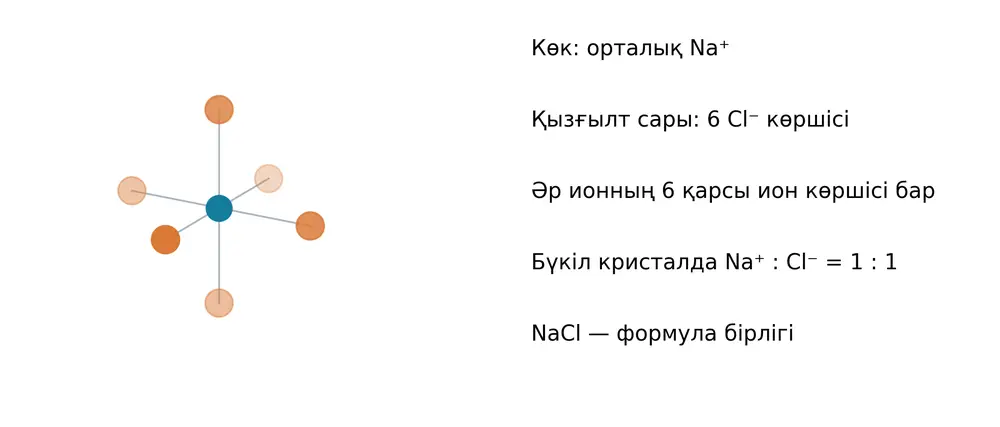 Көк: орталық Na⁺
Қызғылт сары: 6 Cl⁻ көршісі
Әр ионның 6 қарсы ион көршісі бар
Бүкіл кристалда Na⁺ : Cl⁻ = 1 : 1
NaCl — формула бірлігі